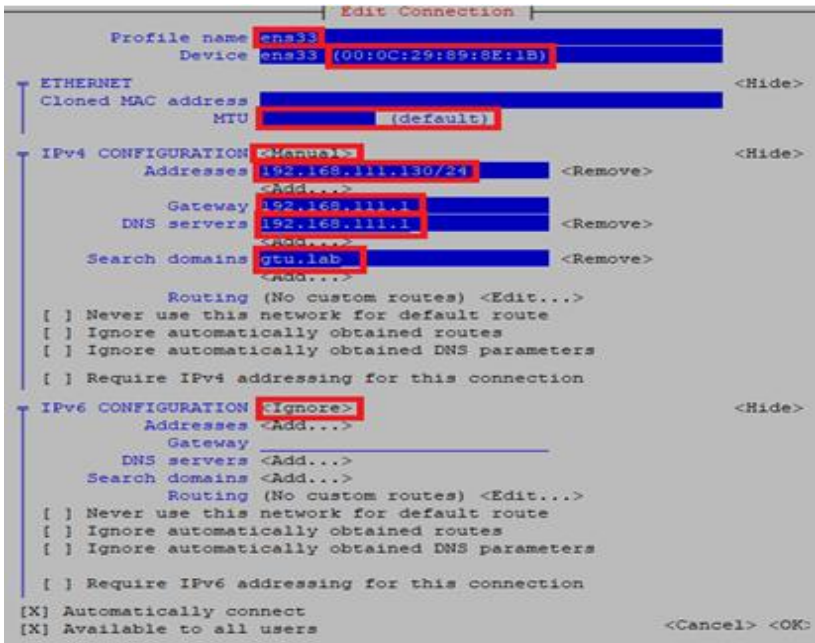 Edit Connection
Profile name ens33
Device ens33 (00:0C:29:89:8E:1B)
ETHERNET <Hide>
Cloned MAC address
MTU (default)
IPv4 CONFIGURATION <Manual> <Hide>
Addresses 192.168.111.130/24 <Remove>
<Add...>
Gateway 192.168.111.1
DNS servers 192.168.111.1 <Remove>
<Add...>
Search domains gtu.lab <Remove>
<Add...>
Routing (No custom routes) <Edit...>
[ ] Never use this network for default route
[ ] Ignore automatically obtained routes
[ ] Ignore automatically obtained DNS parameters
[ ] Require IPv4 addressing for this connection
IPv6 CONFIGURATION <Ignore> <Hide>
Addresses <Add...>
Gateway
DNS servers <Add...>
Search domains <Add...>
Routing (No custom routes) <Edit...>
[ ] Never use this network for default route
[ ] Ignore automatically obtained routes
[ ] Ignore automatically obtained DNS parameters
[ ] Require IPv6 addressing for this connection
[X] Automatically connect
[X] Available to all users
<Cancel> <OK>